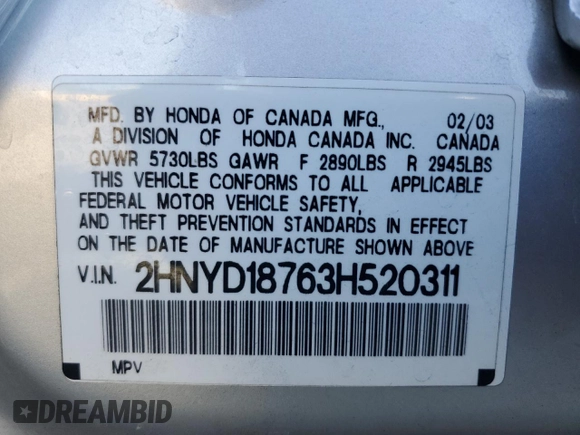 MFD. BY HONDA OF CANADA MFG., 02/03
A DIVISION OF HONDA CANADA INC. CANADA
GVWR 5730LBS GAWR F 2890LBS R 2945LBS
THIS VEHICLE CONFORMS TO ALL APPLICABLE
FEDERAL MOTOR VEHICLE SAFETY,
AND THEFT PREVENTION STANDARDS IN EFFECT
ON THE DATE OF MANUFACTURE SHOWN ABOVE
V.I.N. 2HNYD18763H520311
MPV
DREAMBID